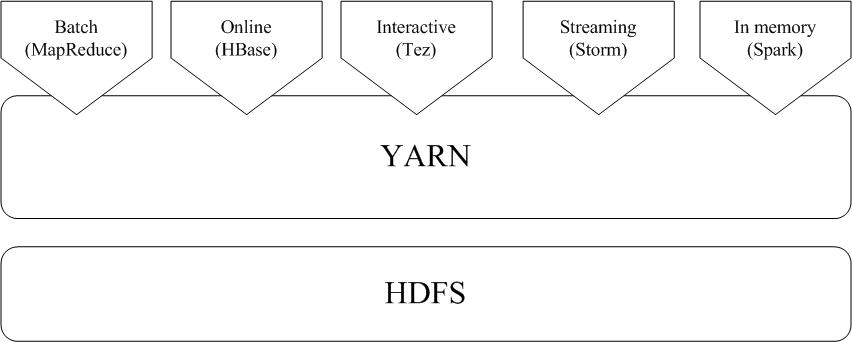 Batch
(MapReduce)
Online
(HBase)
Interactive
(Tez)
Streaming
(Storm)
In memory
(Spark)
YARN
HDFS